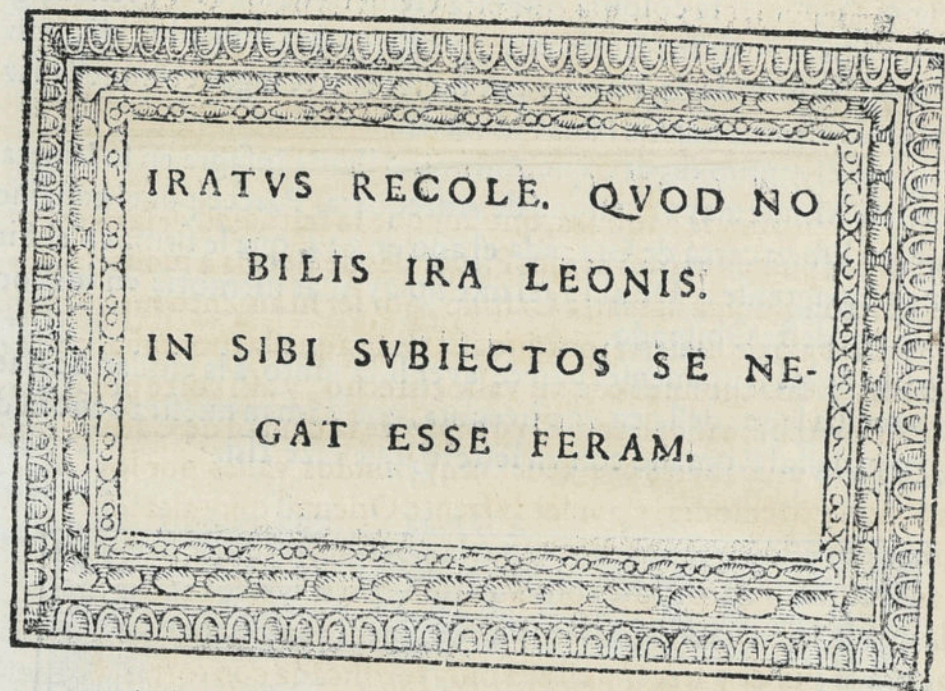 IRATVS RECOLE. QVOD NO
BILIS IRA LEONIS.
IN SIBI SVBIECTOS SE NE-
GAT ESSE FERAM.